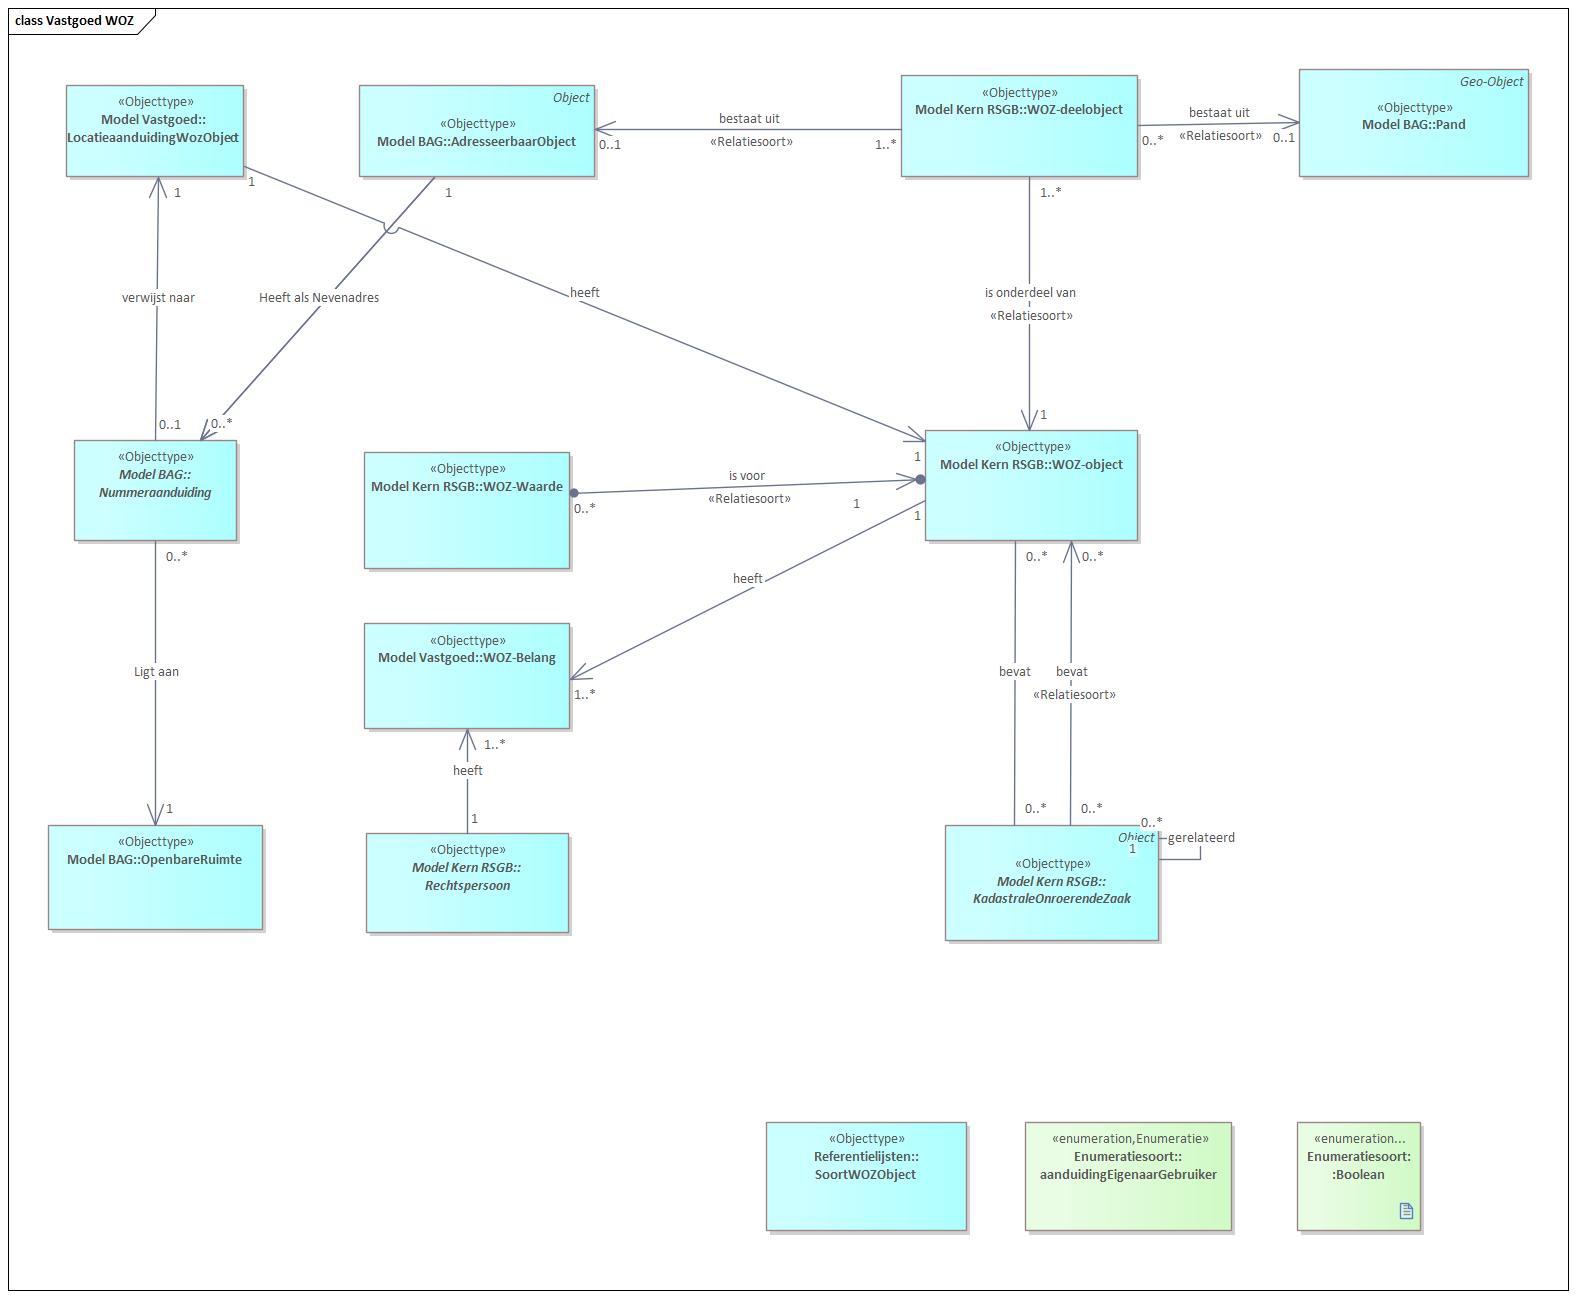 class Vastgoed WOZ
«Objecttype»
Model Vastgoed::
LocatieaanduidingWozObject
Object
«Objecttype»
Model BAG::AdresseerbaarObject
«Objecttype»
Model Kern RSGB::WOZ-deelobject
Geo-Object
«Objecttype»
Model BAG::Pand
bestaat uit
«Relatiesoort»
0..1
1..*
bestaat uit
«Relatiesoort»
0..*
0..1
1
1
1
1..*
verwijst naar
Heeft als Nevenadres
heeft
is onderdeel van
«Relatiesoort»
0..1
0..*
1
1
«Objecttype»
Model BAG::
Nummeraanduiding
«Objecttype»
Model Kern RSGB::WOZ-Waarde
is voor
«Relatiesoort»
0..*
1
1
«Objecttype»
Model Kern RSGB::WOZ-object
0..*
0..*
0..*
heeft
«Objecttype»
Model Vastgoed::WOZ-Belang
1..*
Ligt aan
bevat
bevat
«Relatiesoort»
1..*
heeft
1
1
0..*
0..*
«Objecttype»
Model BAG::OpenbareRuimte
«Objecttype»
Model Kern RSGB::
Rechtspersoon
0..*
Object
gerelateerd
1
«Objecttype»
Model Kern RSGB::
KadastraleOnroerendeZaak
«Objecttype»
Referentielijsten::
SoortWOZObject
«enumeration,Enumeratie»
Enumeratiesoort::
aanduidingEigenaarGebruiker
«enumeration...
Enumeratiesoort:
:Boolean